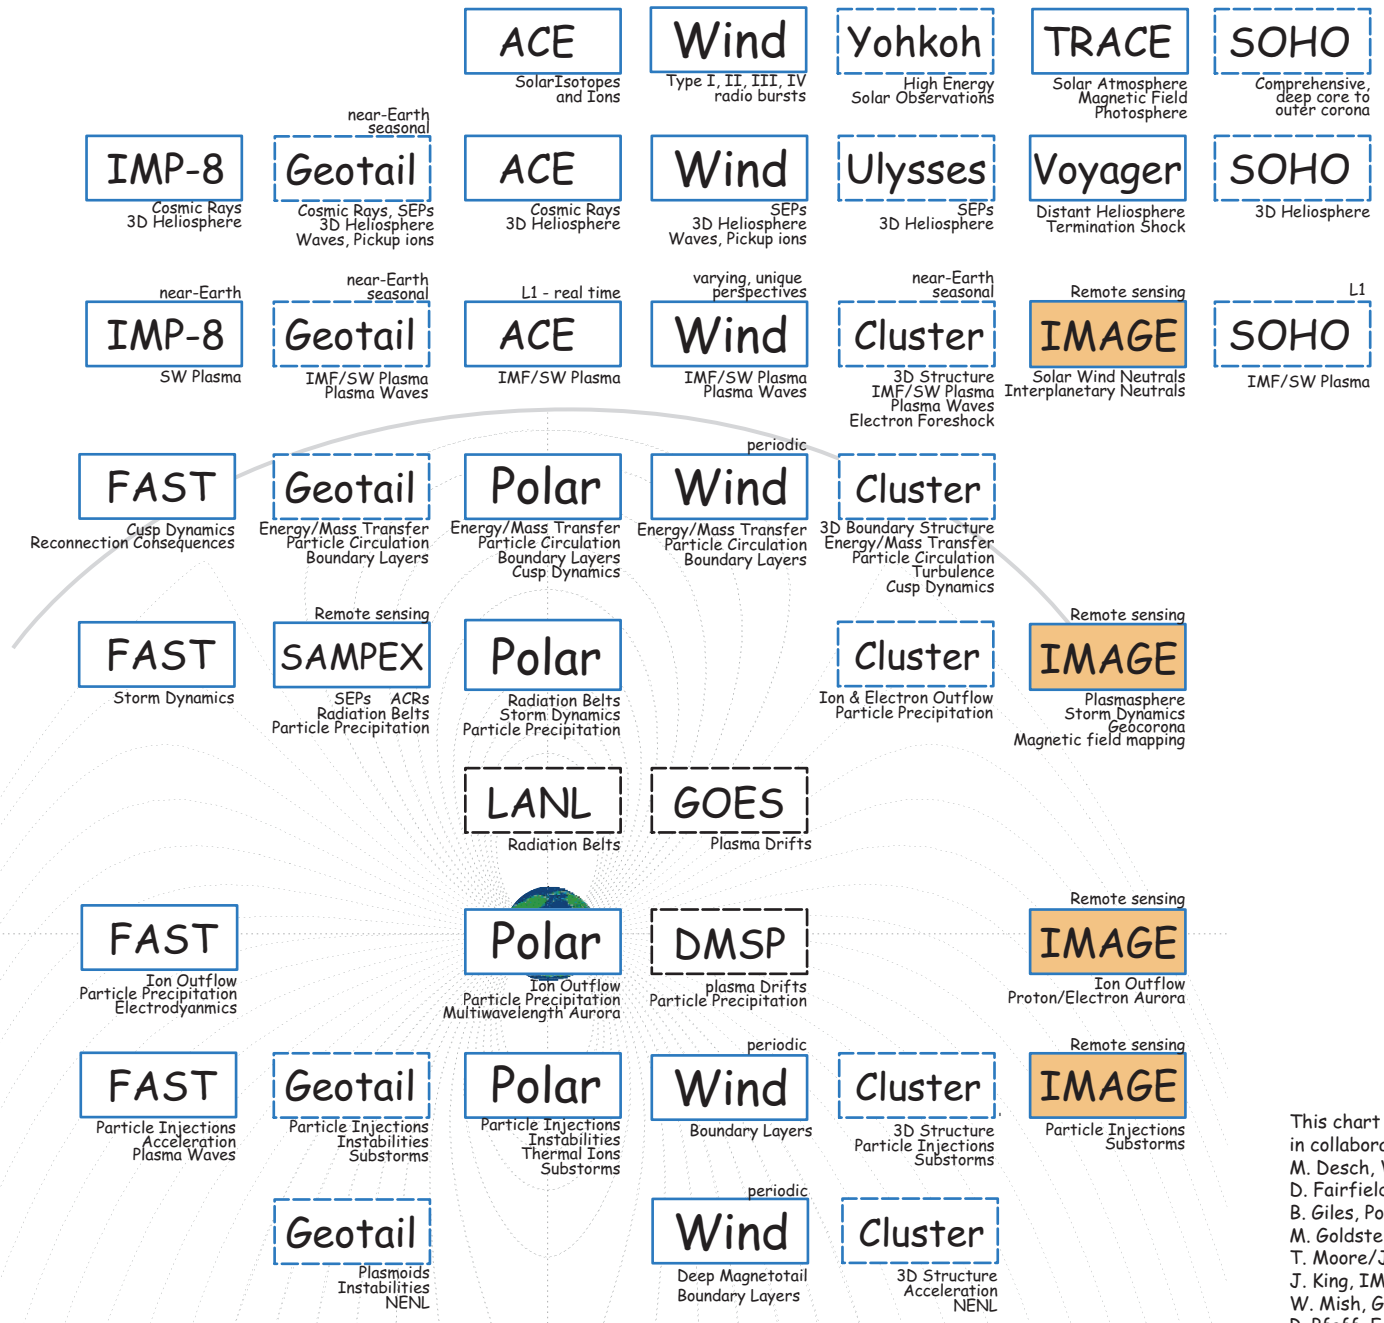 ACE
SolarIsotopes
and Ions
Wind
Type I, II, III, IV
radio bursts
Yohkoh
High Energy
Solar Observations
TRACE
Solar Atmosphere
Magnetic Field
Photosphere
SOHO
Comprehensive,
deep core to
outer corona
IMP-8
Cosmic Rays
3D Heliosphere
near-Earth
seasonal
Geotail
Cosmic Rays, SEPs
3D Heliosphere
Waves, Pickup ions
ACE
Cosmic Rays
3D Heliosphere
Wind
SEPs
3D Heliosphere
Waves, Pickup ions
Ulysses
SEPs
3D Heliosphere
Voyager
Distant Heliosphere
Termination Shock
SOHO
3D Heliosphere
near-Earth
IMP-8
SW Plasma
near-Earth
seasonal
Geotail
IMF/SW Plasma
Plasma Waves
L1 - real time
ACE
IMF/SW Plasma
varying, unique
perspectives
Wind
IMF/SW Plasma
Plasma Waves
near-Earth
seasonal
Cluster
3D Structure
IMF/SW Plasma
Plasma Waves
Electron Foreshock
Remote sensing
IMAGE
Solar Wind Neutrals
Interplanetary Neutrals
L1
SOHO
IMF/SW Plasma
FAST
Cusp Dynamics
Reconnection Consequences
Geotail
Energy/Mass Transfer
Particle Circulation
Boundary Layers
Polar
Energy/Mass Transfer
Particle Circulation
Boundary Layers
Cusp Dynamics
periodic
Wind
Energy/Mass Transfer
Particle Circulation
Boundary Layers
Cluster
3D Boundary Structure
Energy/Mass Transfer
Particle Circulation
Turbulence
Cusp Dynamics
FAST
Storm Dynamics
Remote sensing
SAMPEX
SEPs ACRs
Radiation Belts
Particle Precipitation
Polar
Radiation Belts
Storm Dynamics
Particle Precipitation
Cluster
Ion & Electron Outflow
Particle Precipitation
Remote sensing
IMAGE
Plasmasphere
Storm Dynamics
Geocorona
Magnetic field mapping
LANL
Radiation Belts
GOES
Plasma Drifts
FAST
Ion Outflow
Particle Precipitation
Electrodyanmics
Polar
Ion Outflow
Particle Precipitation
Multiwavelength Aurora
DMSP
plasma Drifts
Particle Precipitation
Remote sensing
IMAGE
Ion Outflow
Proton/Electron Aurora
FAST
Particle Injections
Acceleration
Plasma Waves
Geotail
Particle Injections
Instabilities
Substorms
Polar
Particle Injections
Instabilities
Thermal Ions
Substorms
periodic
Wind
Boundary Layers
Cluster
3D Structure
Particle Injections
Substorms
Remote sensing
IMAGE
Particle Injections
Substorms
Geotail
Plasmoids
Instabilities
NENL
periodic
Wind
Deep Magnetotail
Boundary Layers
Cluster
3D Structure
Acceleration
NENL
This chart
in collabora
M. Desch,
D. Fairfield
B. Giles, Po
M. Goldste
T. Moore/J
J. King, IM
W. Mish, G